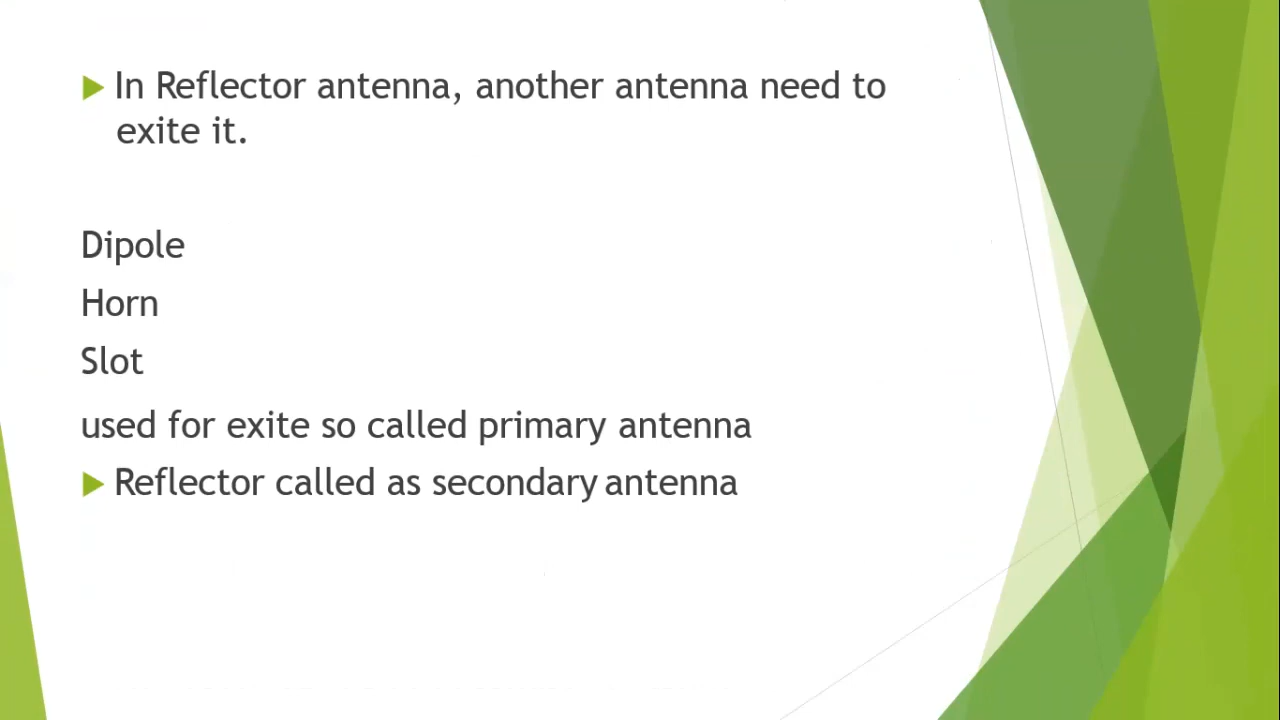 In Reflector antenna, another antenna need to
exite it.
Dipole
Horn
Slot
used for exite so called primary antenna
Reflector called as secondary antenna